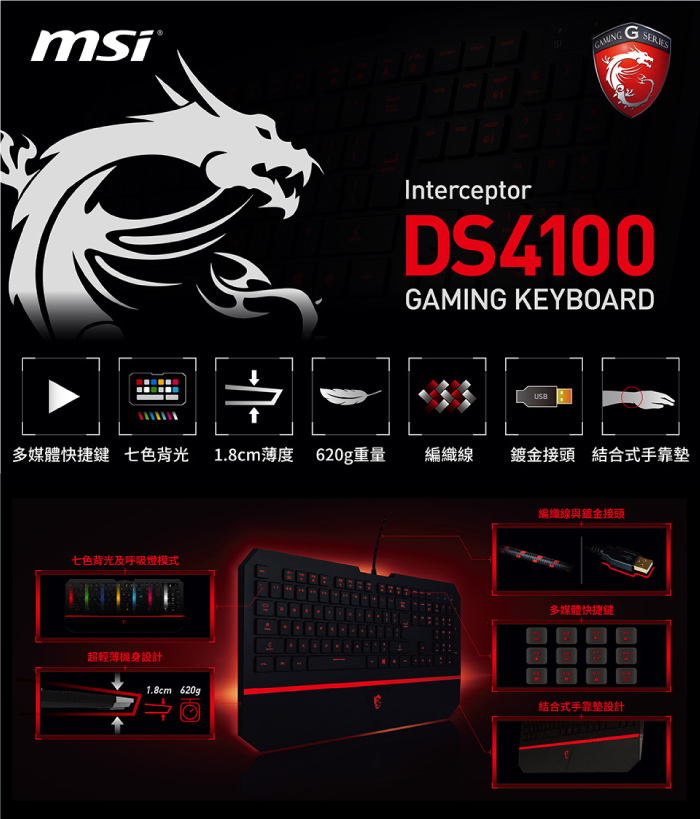 msi®
GAMING G SERIES
Interceptor
DS4100
GAMING KEYBOARD
USB
多媒體快捷鍵
七色背光
1.8cm薄度
620g重量
編織線
鍍金接頭
結合式手靠墊
編織線與鍍金接頭
七色背光及呼吸燈模式
多媒體快捷鍵
超輕薄機身設計
1.8cm 620g
結合式手靠墊設計